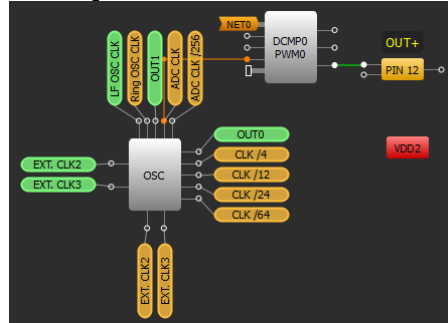 NET0
DCMP0
PWM0
OUT+
PIN 12
VDD2
LF OSC CLK
Ring OSC CLK
OUT1
ADC CLK
ADC CLK /256
OSC
OUT0
CLK /4
CLK /12
CLK /24
CLK /64
EXT. CLK2
EXT. CLK3
EXT. CLK2
EXT. CLK3